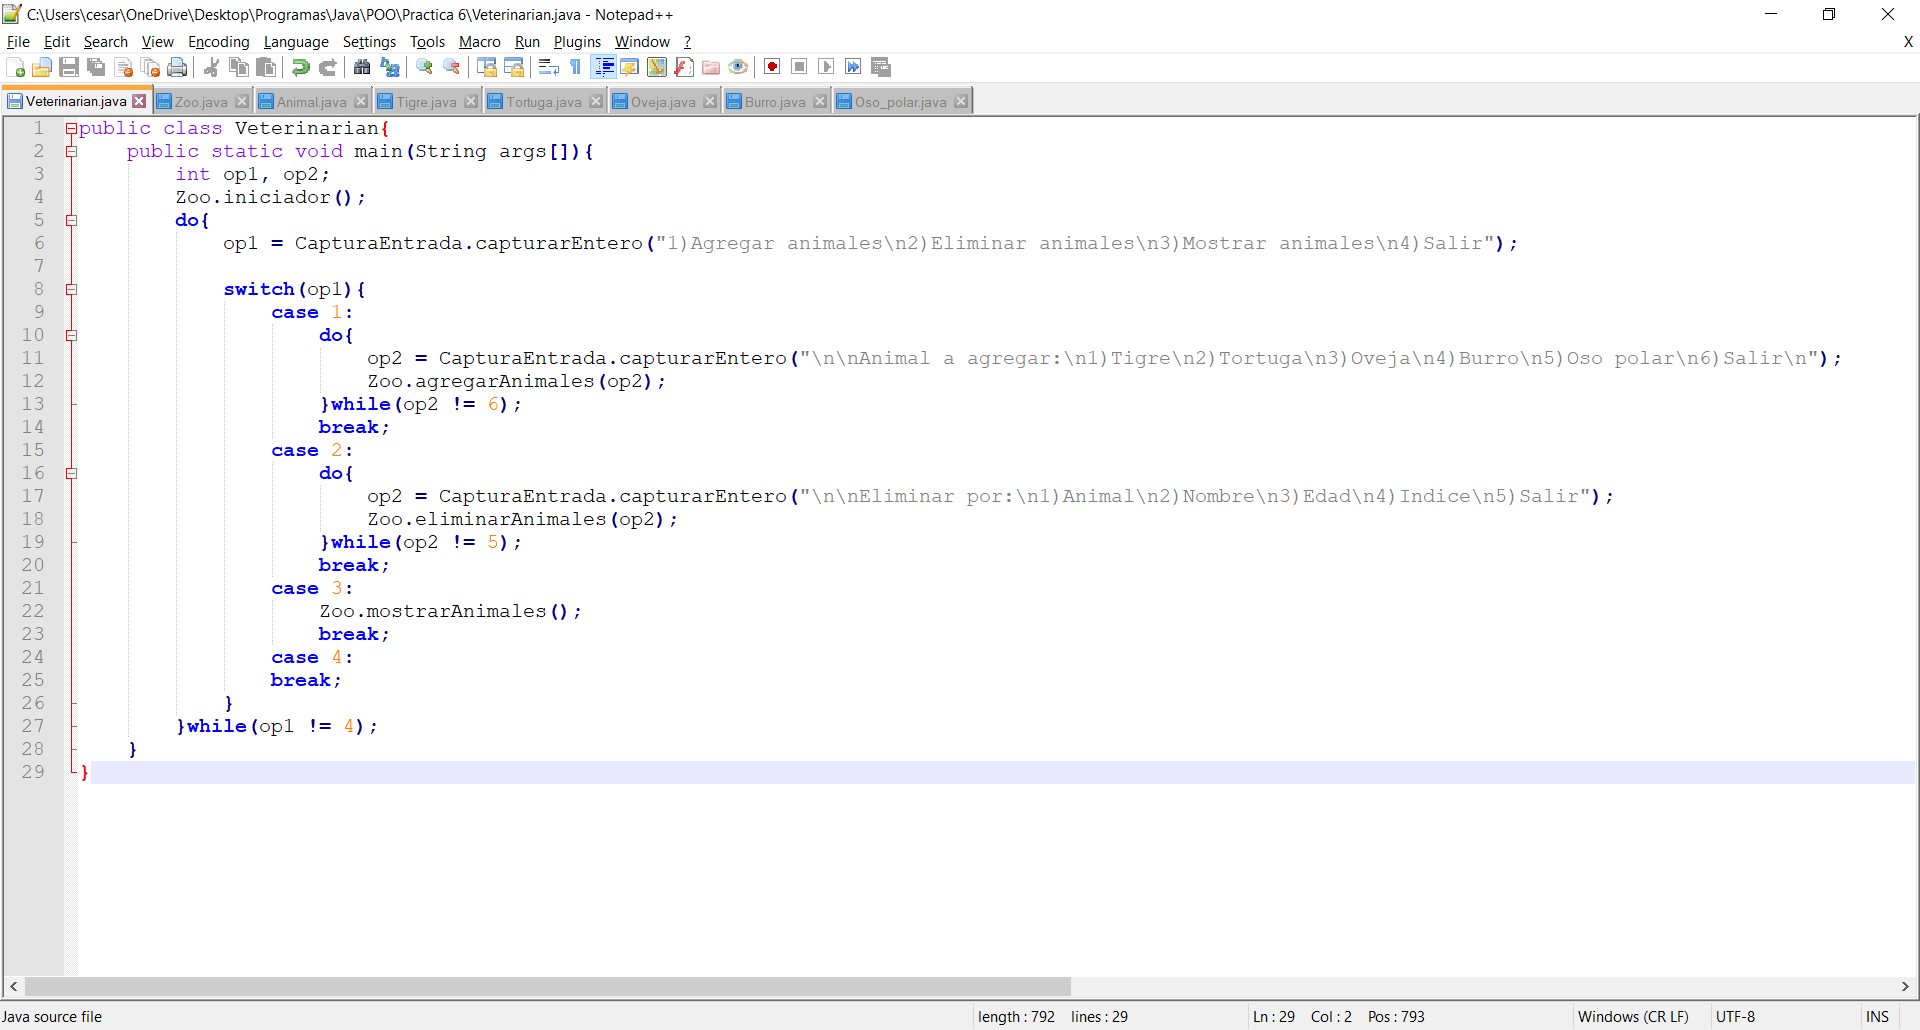 C:\Users\cesar\OneDrive\Desktop\Programas\Java\POO\Practica 6\Veterinarian.java - Notepad++
File Edit Search View Encoding Language Settings Tools Macro Run Plugins Window ? X
Veterinarian.java Zoo.java Animal.java Tigre.java Tortuga.java Oveja.java Burro.java Oso_polar.java
1 public class Veterinarian{
2 public static void main(String args[]){
3 int op1, op2;
4 Zoo.iniciador();
5 do{
6 op1 = CapturaEntrada.capturarEntero("1)Agregar animales\n2)Eliminar animales\n3)Mostrar animales\n4)Salir");
7
8 switch(op1){
9 case 1:
10 do{
11 op2 = CapturaEntrada.capturarEntero("\n\nAnimal a agregar:\n1)Tigre\n2)Tortuga\n3)Oveja\n4)Burro\n5)Oso polar\n6)Salir\n");
12 Zoo.agregarAnimales(op2);
13 }while(op2 != 6);
14 break;
15 case 2:
16 do{
17 op2 = CapturaEntrada.capturarEntero("\n\nEliminar por:\n1)Animal\n2)Nombre\n3)Edad\n4)Indice\n5)Salir");
18 Zoo.eliminarAnimales(op2);
19 }while(op2 != 5);
20 break;
21 case 3:
22 Zoo.mostrarAnimales();
23 break;
24 case 4:
25 break;
26 }
27 }while(op1 != 4);
28 }
29 }
Java source file length : 792 lines : 29 Ln : 29 Col : 2 Pos : 793 Windows (CR LF) UTF-8 INS